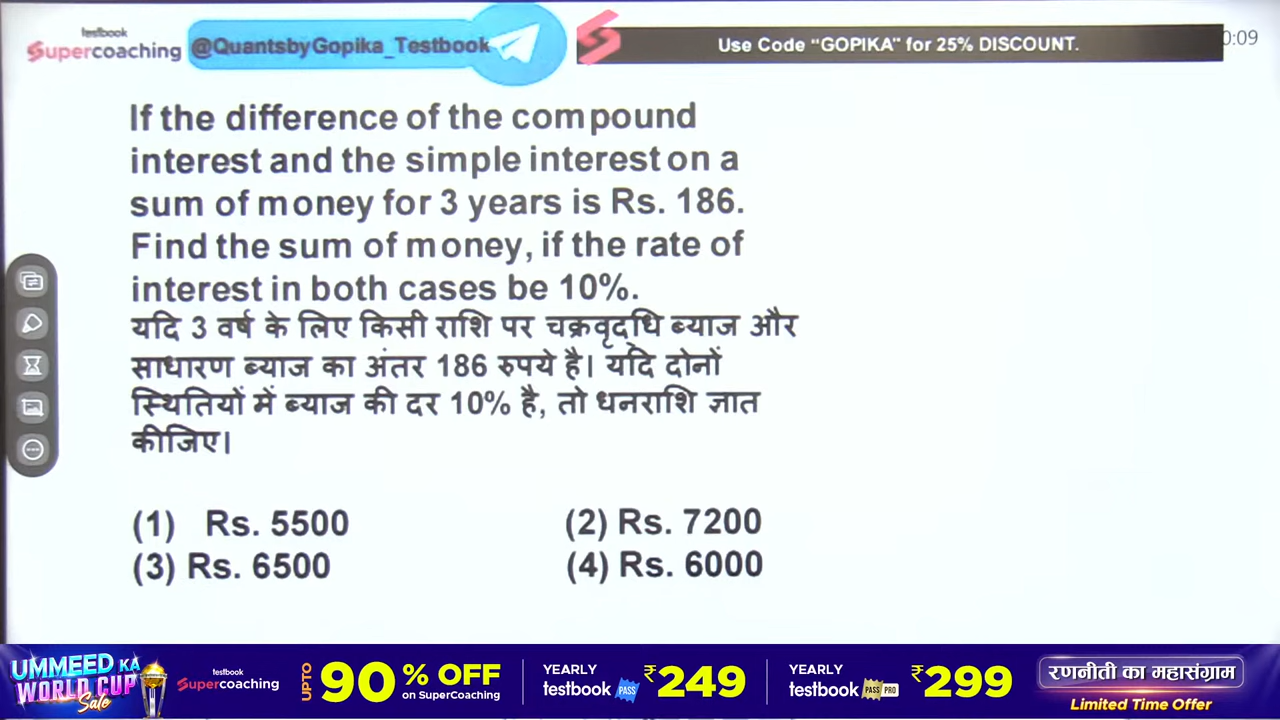 testbook
Supercoaching
@QuantsbyGopika_Testbook
Use Code “GOPIKA” for 25% DISCOUNT.
0:09
If the difference of the compound
interest and the simple interest on a
sum of money for 3 years is Rs. 186.
Find the sum of money, if the rate of
interest in both cases be 10%.
यदि 3 वर्ष के लिए किसी राशि पर चक्रवृद्धि ब्याज और
साधारण ब्याज का अंतर 186 रुपये है। यदि दोनों
स्थितियों में ब्याज की दर 10% है, तो धनराशि ज्ञात
कीजिए।
(1) Rs. 5500 (2) Rs. 7200
(3) Rs. 6500 (4) Rs. 6000
UMMEED KA
WORLD CUP
Sale
testbook
Supercoaching
UPTO 90% OFF
on SuperCoaching
YEARLY
testbook PASS
₹249
YEARLY
testbook PASS PRO
₹299
रणनीती का महासंग्राम
Limited Time Offer